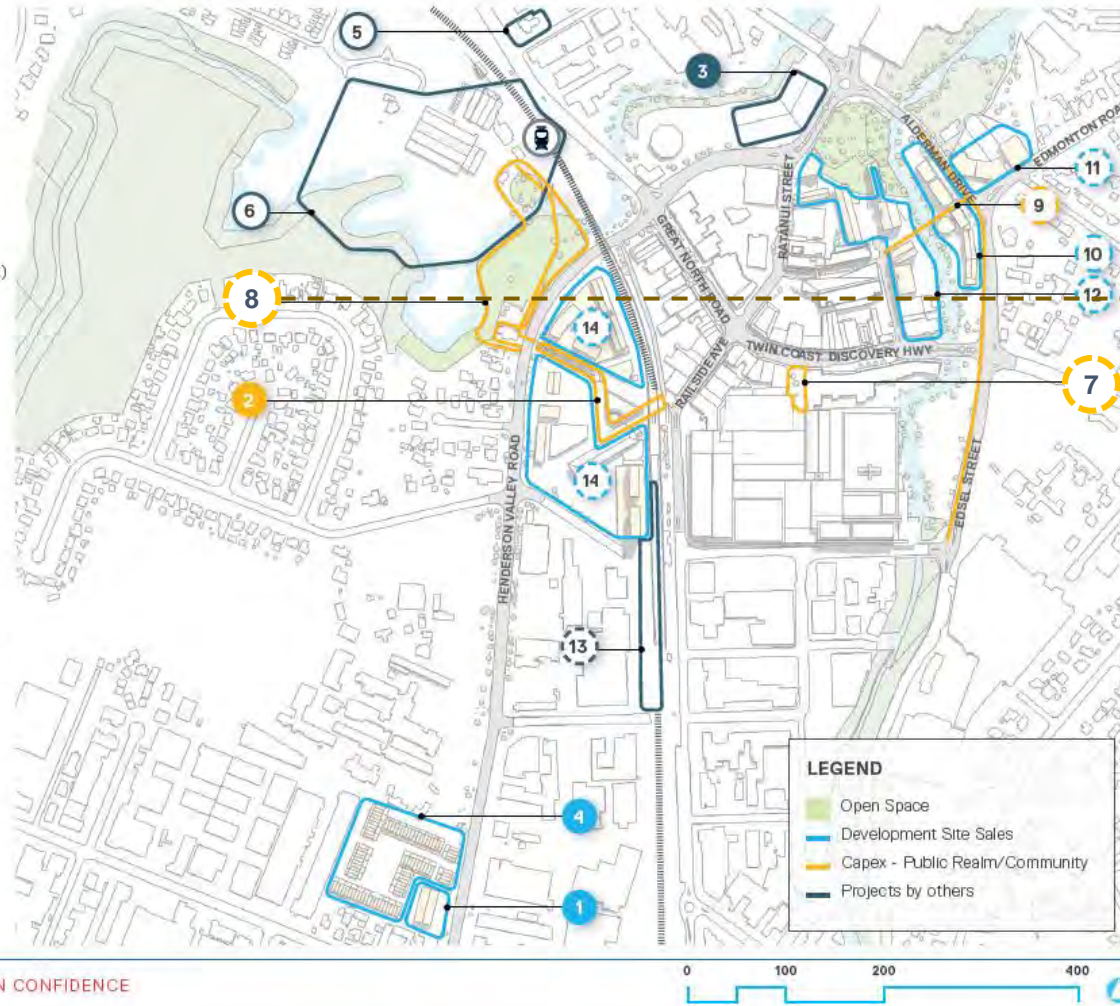 5
3
ALDERMAN DRIVE
EDMONTON ROA
11
RATANUI STREET
6
9
GREAT NORTH ROAD
10
)
8
12
14
TWIN COAST DISCOVERY HWY
RAILSIDE AVE
7
2
14
HENDERSON VALLEY ROAD
EDSEL STREET
13
LEGEND
Open Space
Development Site Sales
Capex - Public Realm/Community
Projects by others
4
1
N CONFIDENCE
0 100 200 400